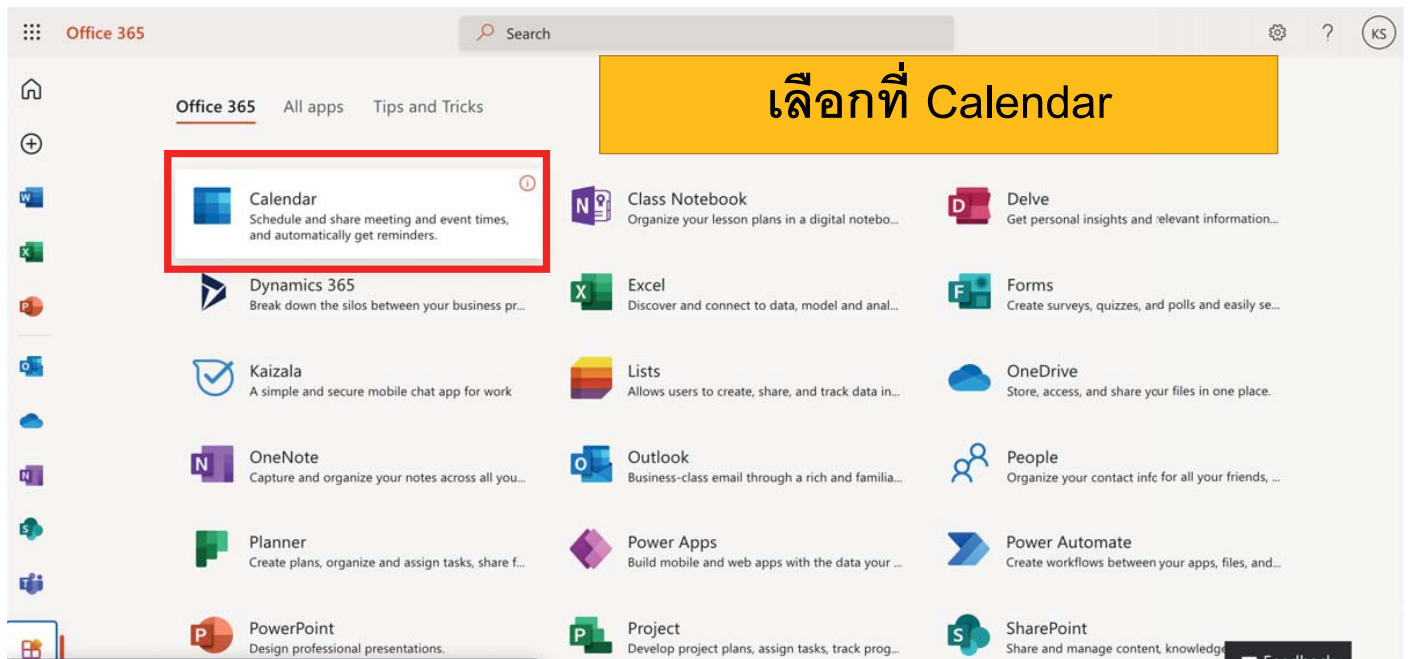 Office 365
Search
?
KS
เลือกที่ Calendar
Office 365 All apps Tips and Tricks
Calendar
Schedule and share meeting and event times,
and automatically get reminders.
Class Notebook
Organize your lesson plans in a digital notebo...
Delve
Get personal insights and relevant information...
Dynamics 365
Break down the silos between your business pr...
Excel
Discover and connect to data, model and anal...
Forms
Create surveys, quizzes, and polls and easily se...
Kaizala
A simple and secure mobile chat app for work
Lists
Allows users to create, share, and track data in...
OneDrive
Store, access, and share your files in one place.
OneNote
Capture and organize your notes across all you...
Outlook
Business-class email through a rich and familia...
People
Organize your contact info for all your friends, ...
Planner
Create plans, organize and assign tasks, share f...
Power Apps
Build mobile and web apps with the data your ...
Power Automate
Create workflows between your apps, files, and...
PowerPoint
Design professional presentations.
Project
Develop project plans, assign tasks, track prog...
SharePoint
Share and manage content, knowledge